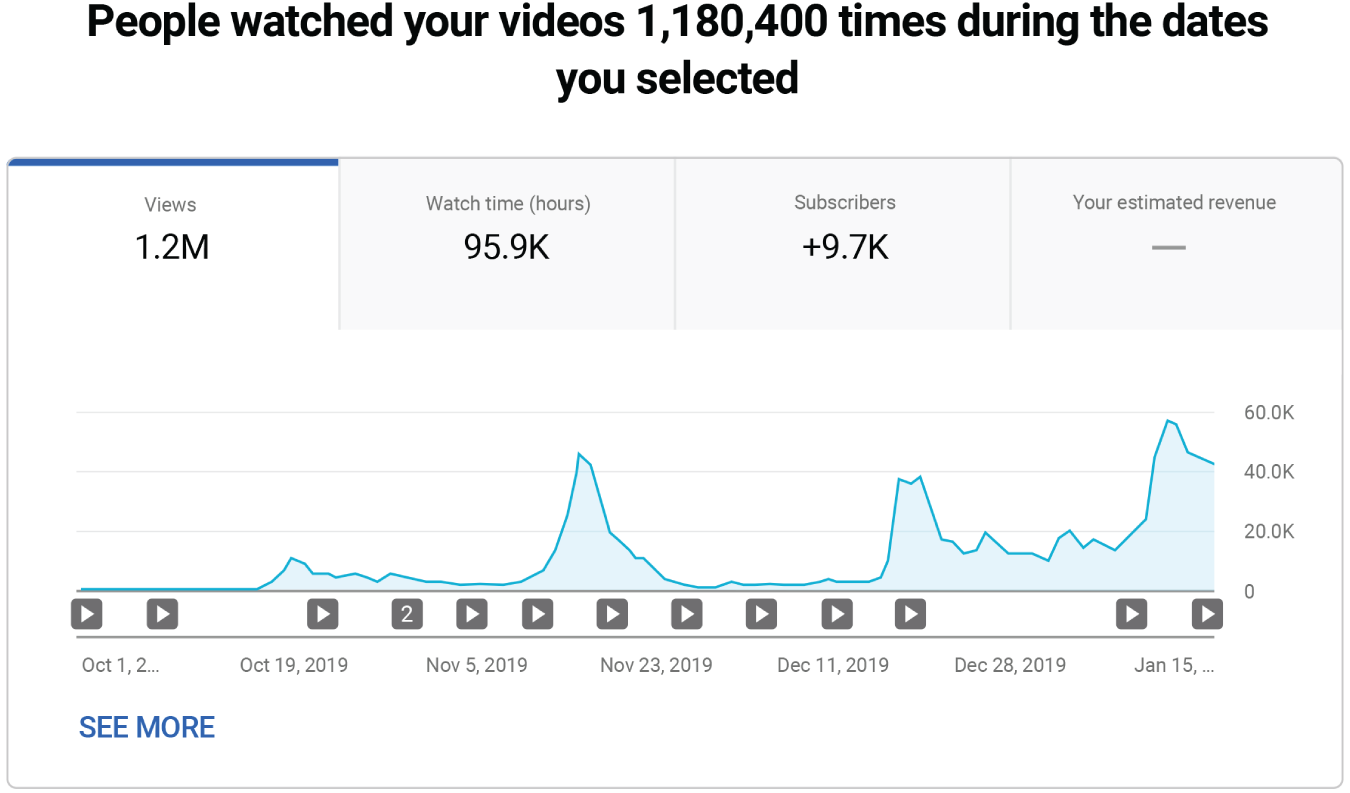 People watched your videos 1,180,400 times during the dates
you selected
Views
1.2M
Watch time (hours)
95.9K
Subscribers
+9.7K
Your estimated revenue
—
60.0K
40.0K
20.0K
0
2
Oct 1, 2...
Oct 19, 2019
Nov 5, 2019
Nov 23, 2019
Dec 11, 2019
Dec 28, 2019
Jan 15, ...
SEE MORE